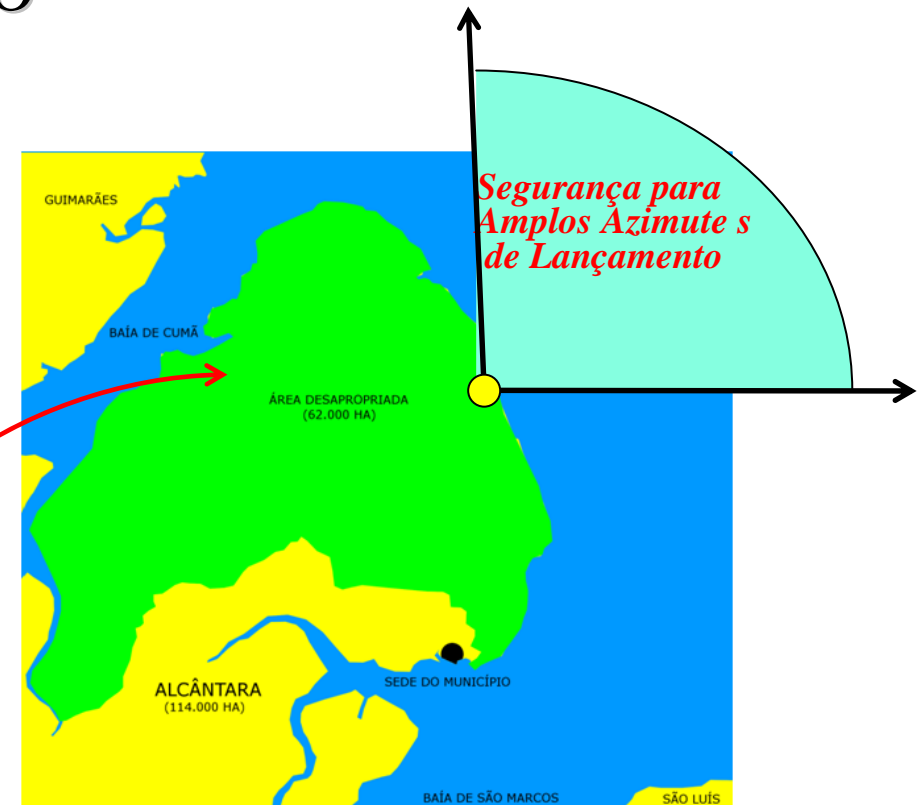 Segurança para
Amplos Azimute s
de Lançamento
GUIMARÃES
BAÍA DE CUMÃ
ÁREA DESAPROPRIADA
(62.000 HA)
ALCÂNTARA
(114.000 HA)
SEDE DO MUNICÍPIO
BAÍA DE SÃO MARCOS
SÃO LUÍS